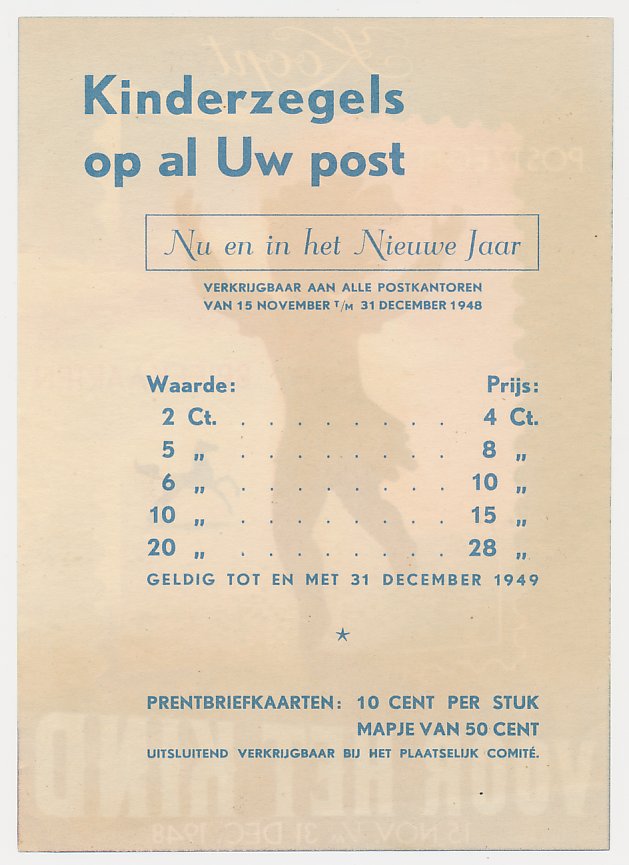 Kinderzegels
op al Uw post
Nu en in het Nieuwe Jaar
VERKRIJGBAAR AAN ALLE POSTKANTOREN
VAN 15 NOVEMBER T/M 31 DECEMBER 1948
Waarde: Prijs:
2 Ct. . . . . . . . . 4 Ct.
5 „ . . . . . . . . 8 „
6 „ . . . . . . . . 10 „
10 „ . . . . . . . . 15 „
20 „ . . . . . . . . 28 „
GELDIG TOT EN MET 31 DECEMBER 1949
PRENTBRIEFKAARTEN: 10 CENT PER STUK
MAPJE VAN 50 CENT
UITSLUITEND VERKRIJGBAAR BIJ HET PLAATSELIJK COMITÉ.